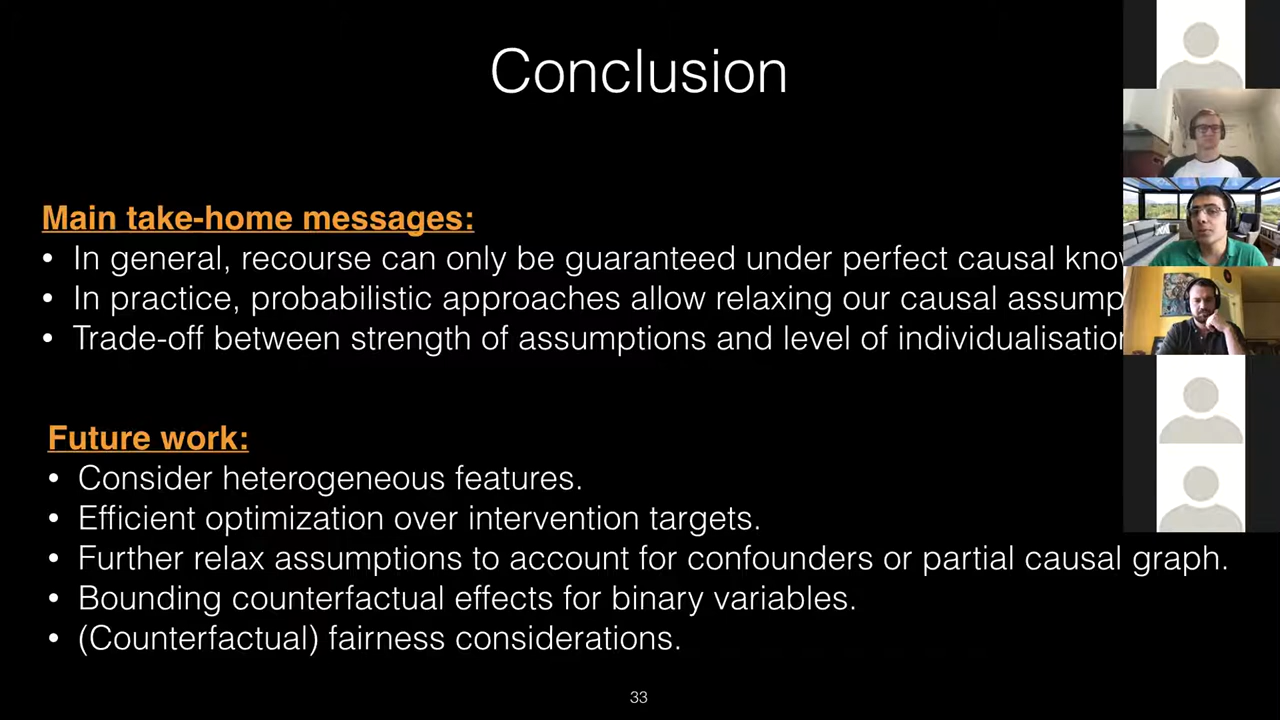 Conclusion
Main take-home messages:
• In general, recourse can only be guaranteed under perfect causal
• In practice, probabilistic approaches allow relaxing our causal
• Trade-off between strength of assumptions and level of
Future work:
• Consider heterogeneous features.
• Efficient optimization over intervention targets.
• Further relax assumptions to account for confounders or partial causal graph.
• Bounding counterfactual effects for binary variables.
• (Counterfactual) fairness considerations.
33